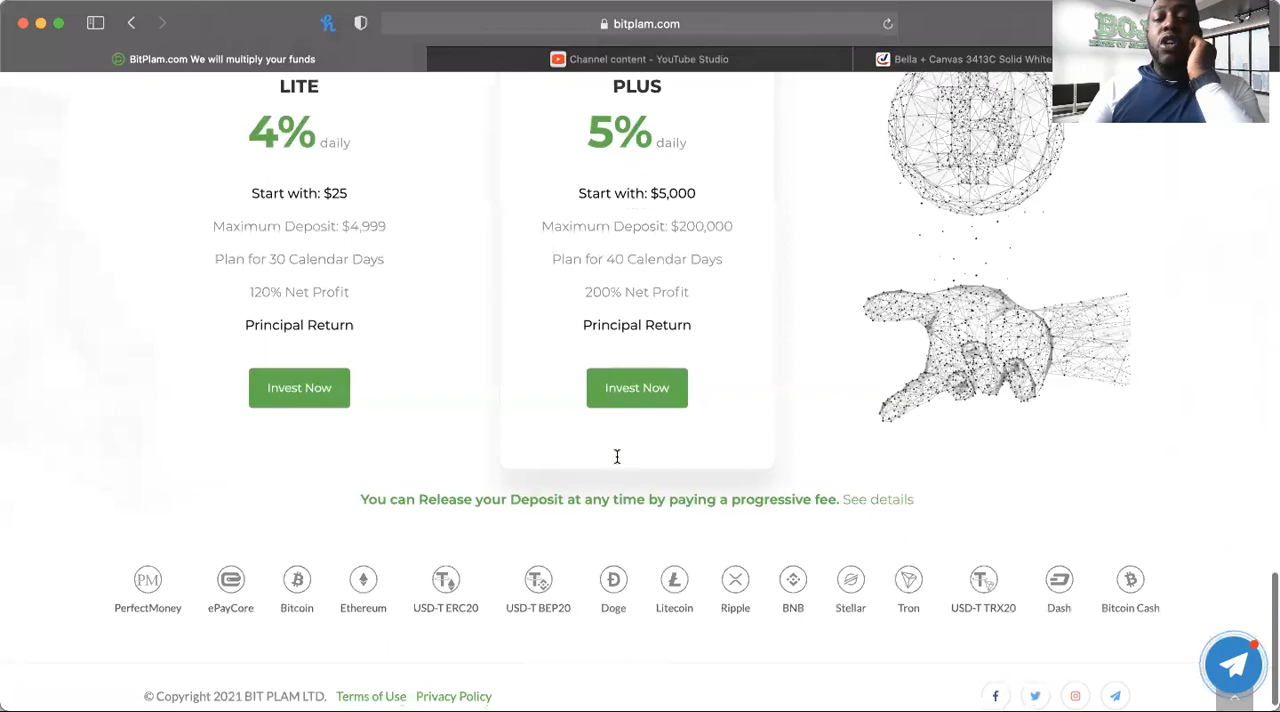 bitplam.com
BitPlam.com We will multiply your funds
Channel content - YouTube Studio
Bella + Canvas 3413C Solid White
LITE
4% daily
Start with: $25
Maximum Deposit: $4,999
Plan for 30 Calendar Days
120% Net Profit
Principal Return
Invest Now
PLUS
5% daily
Start with: $5,000
Maximum Deposit: $200,000
Plan for 40 Calendar Days
200% Net Profit
Principal Return
Invest Now
You can Release your Deposit at any time by paying a progressive fee. See details
PM
PerfectMoney
ePayCore
Bitcoin
Ethereum
USD-T ERC20
USD-T BEP20
Doge
Litecoin
Ripple
BNB
Stellar
Tron
USD-T TRX20
Dash
Bitcoin Cash
© Copyright 2021 BIT PLAM LTD. Terms of Use Privacy Policy